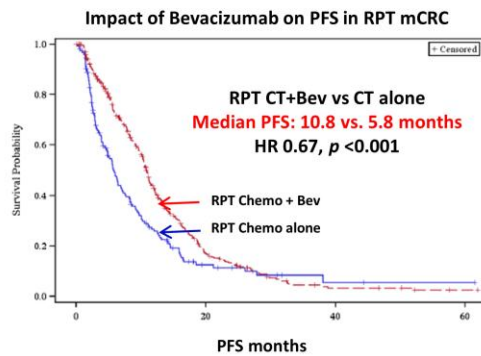 Impact of Bevacizumab on PFS in RPT mCRC
+ Censored
RPT CT+Bev vs CT alone
Median PFS: 10.8 vs. 5.8 months
HR 0.67, p <0.001
RPT Chemo + Bev
RPT Chemo alone
Survival Probability
1.0
0.8
0.6
0.4
0.2
0.0
0
20
40
60
PFS months